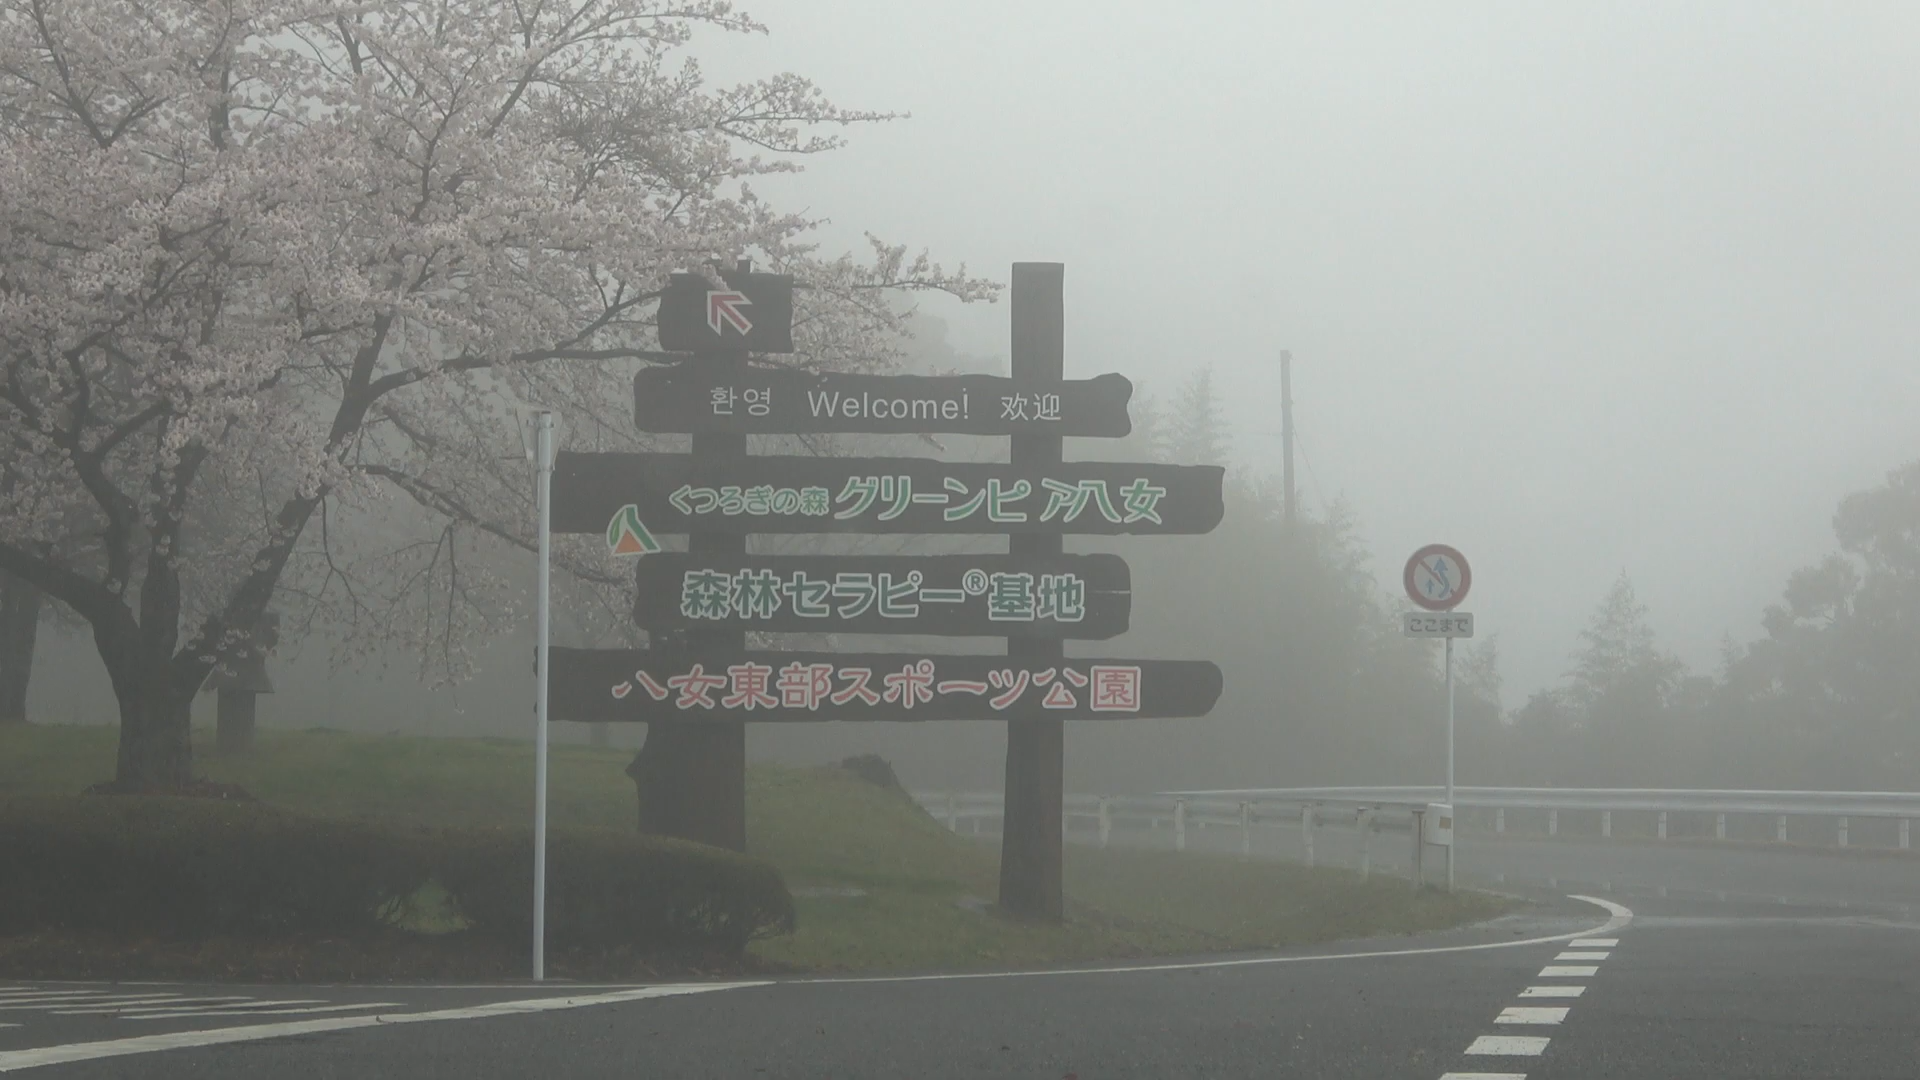 환영 Welcome! 欢迎
くつろぎの森 グリーンピア八女
森林セラピー®基地
八女東部スポーツ公園
ここまで